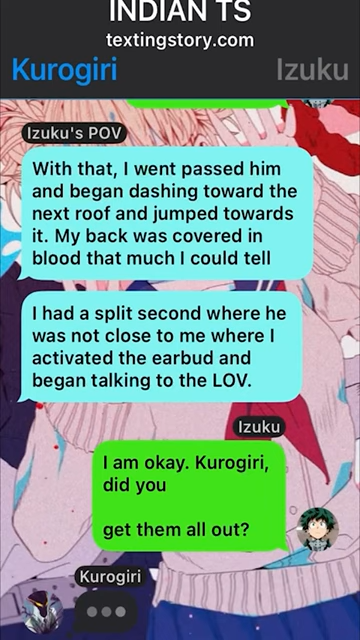 INDIAN TS
textingstory.com
Kurogiri
Izuku
Izuku's POV
With that, I went passed him
and began dashing toward the
next roof and jumped towards
it. My back was covered in
blood that much I could tell
I had a split second where he
was not close to me where I
activated the earbud and
began talking to the LOV.
Izuku
I am okay. Kurogiri,
did you
get them all out?
Kurogiri